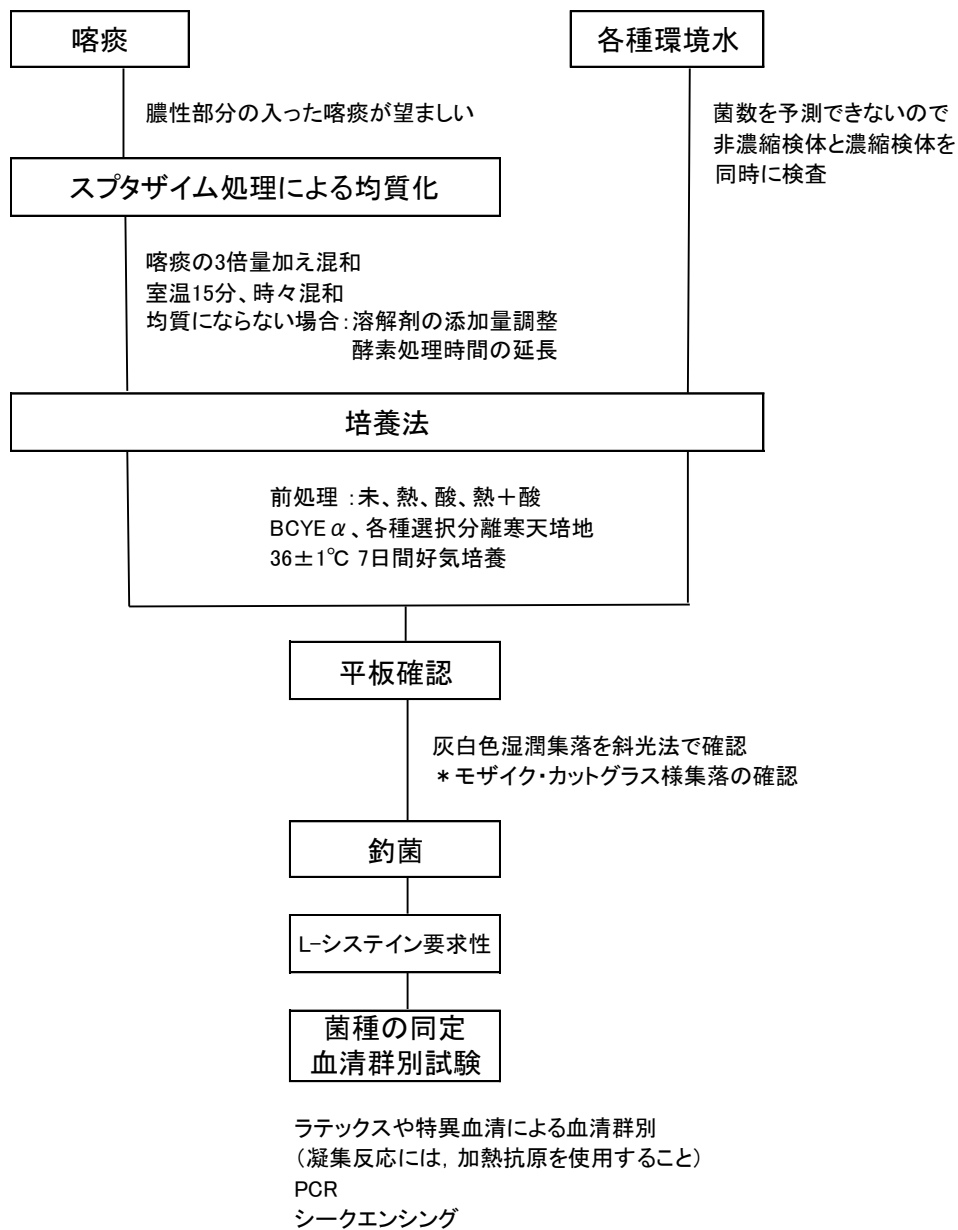 喀痰
各種環境水
膿性部分の入った喀痰が望ましい
菌数を予測できないので
非濃縮検体と濃縮検体を
同時に検査
スプタザイム処理による均質化
喀痰の3倍量加え混和
室温15分、時々混和
均質にならない場合：溶解剤の添加量調整
酵素処理時間の延長
培養法
前処理 ：未、熱、酸、熱＋酸
BCYEα、各種選択分離寒天培地
36±1℃ 7日間好気培養
平板確認
灰白色湿潤集落を斜光法で確認
＊モザイク・カットグラス様集落の確認
釣菌
L-システイン要求性
菌種の同定
血清群別試験
ラテックスや特異血清による血清群別
（凝集反応には，加熱抗原を使用すること）
PCR
シークエンシング